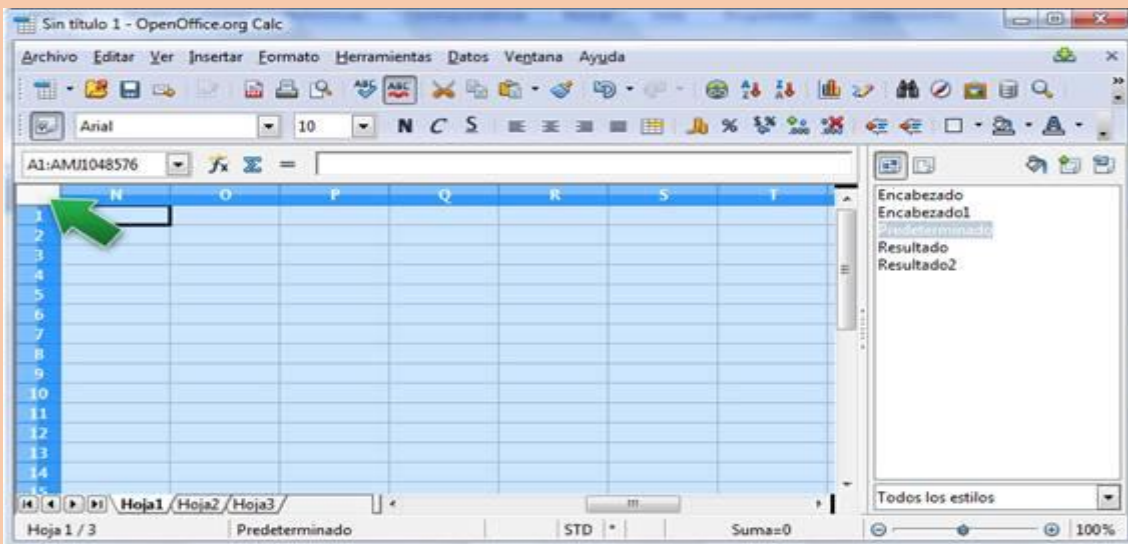 Sin título 1 - OpenOffice.org Calc
Archivo Editar Ver Insertar Formato Herramientas Datos Ventana Ayuda
Arial 10 N C S
A1:AMJ1048576
N O P Q R S T
1
2
3
4
5
6
7
8
9
10
11
12
13
14
15
Encabezado
Encabezado1
Predeterminado
Resultado
Resultado2
Todos los estilos
Hoja1 Hoja2 Hoja3
Hoja 1 / 3 Predeterminado STD * Suma=0 100%